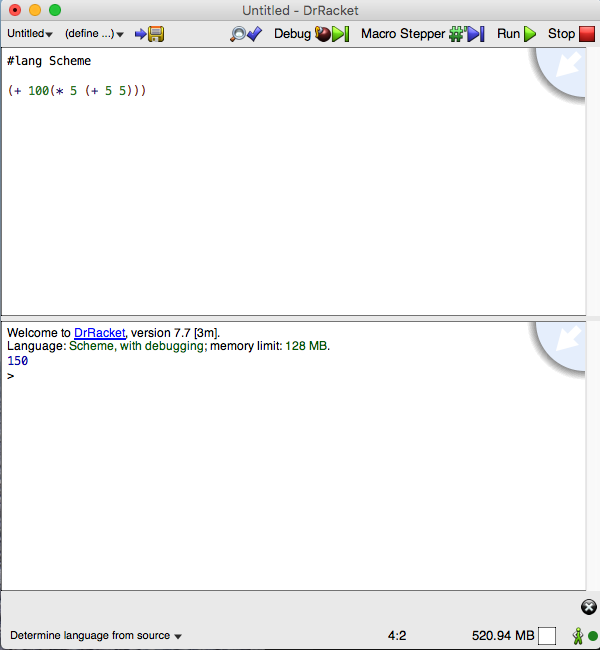 Untitled - DrRacket
Untitled▾ (define ...)▾ Debug Macro Stepper Run Stop
#lang Scheme
(+ 100(* 5 (+ 5 5)))
Welcome to DrRacket, version 7.7 [3m].
Language: Scheme, with debugging; memory limit: 128 MB.
150
>
Determine language from source▾ 4:2 520.94 MB